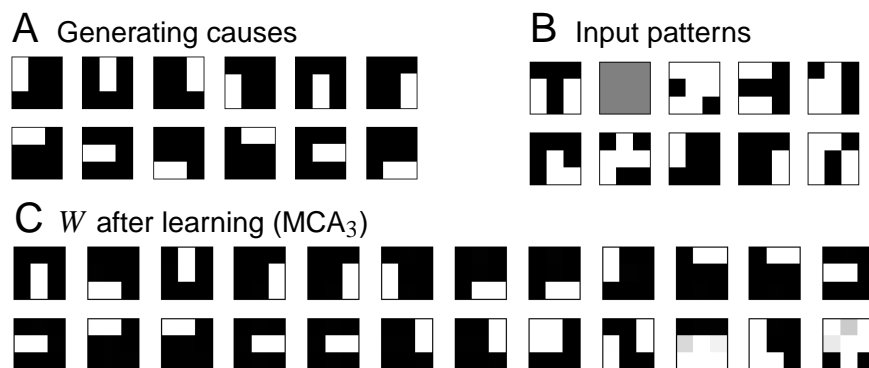 A Generating causes
B Input patterns
C W after learning (MCA₃)